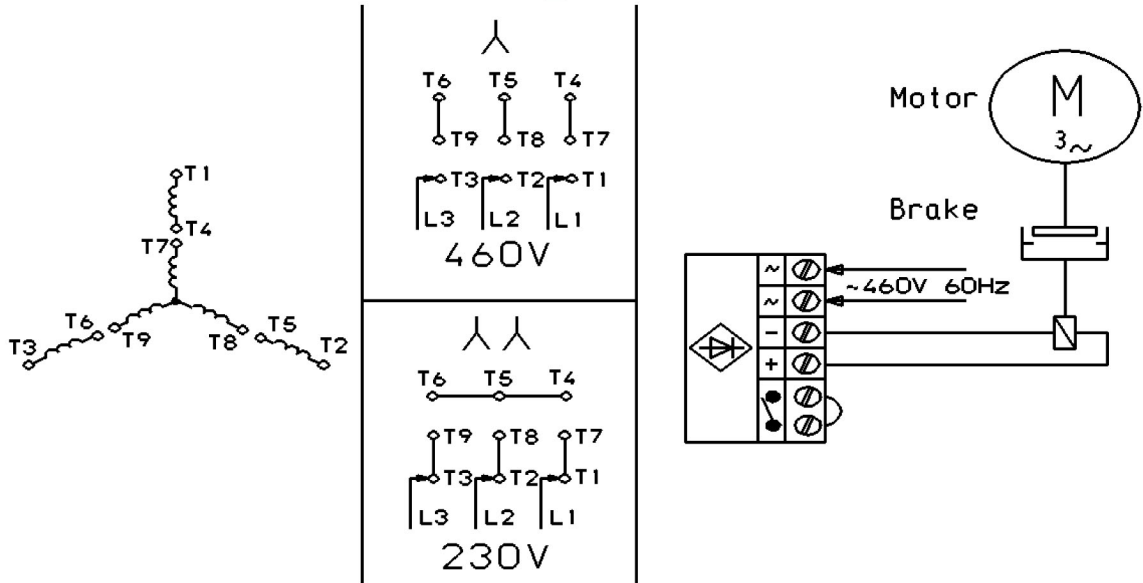 T1
T4
T7
T6 T5
T3 T9 T8 T2
T6 T5 T4
T9 T8 T7
T3 T2 T1
L3 L2 L1
460V
T6 T5 T4
T9 T8 T7
T3 T2 T1
L3 L2 L1
230V
Motor M
3~
Brake
~
~460V 60Hz
~
-
+